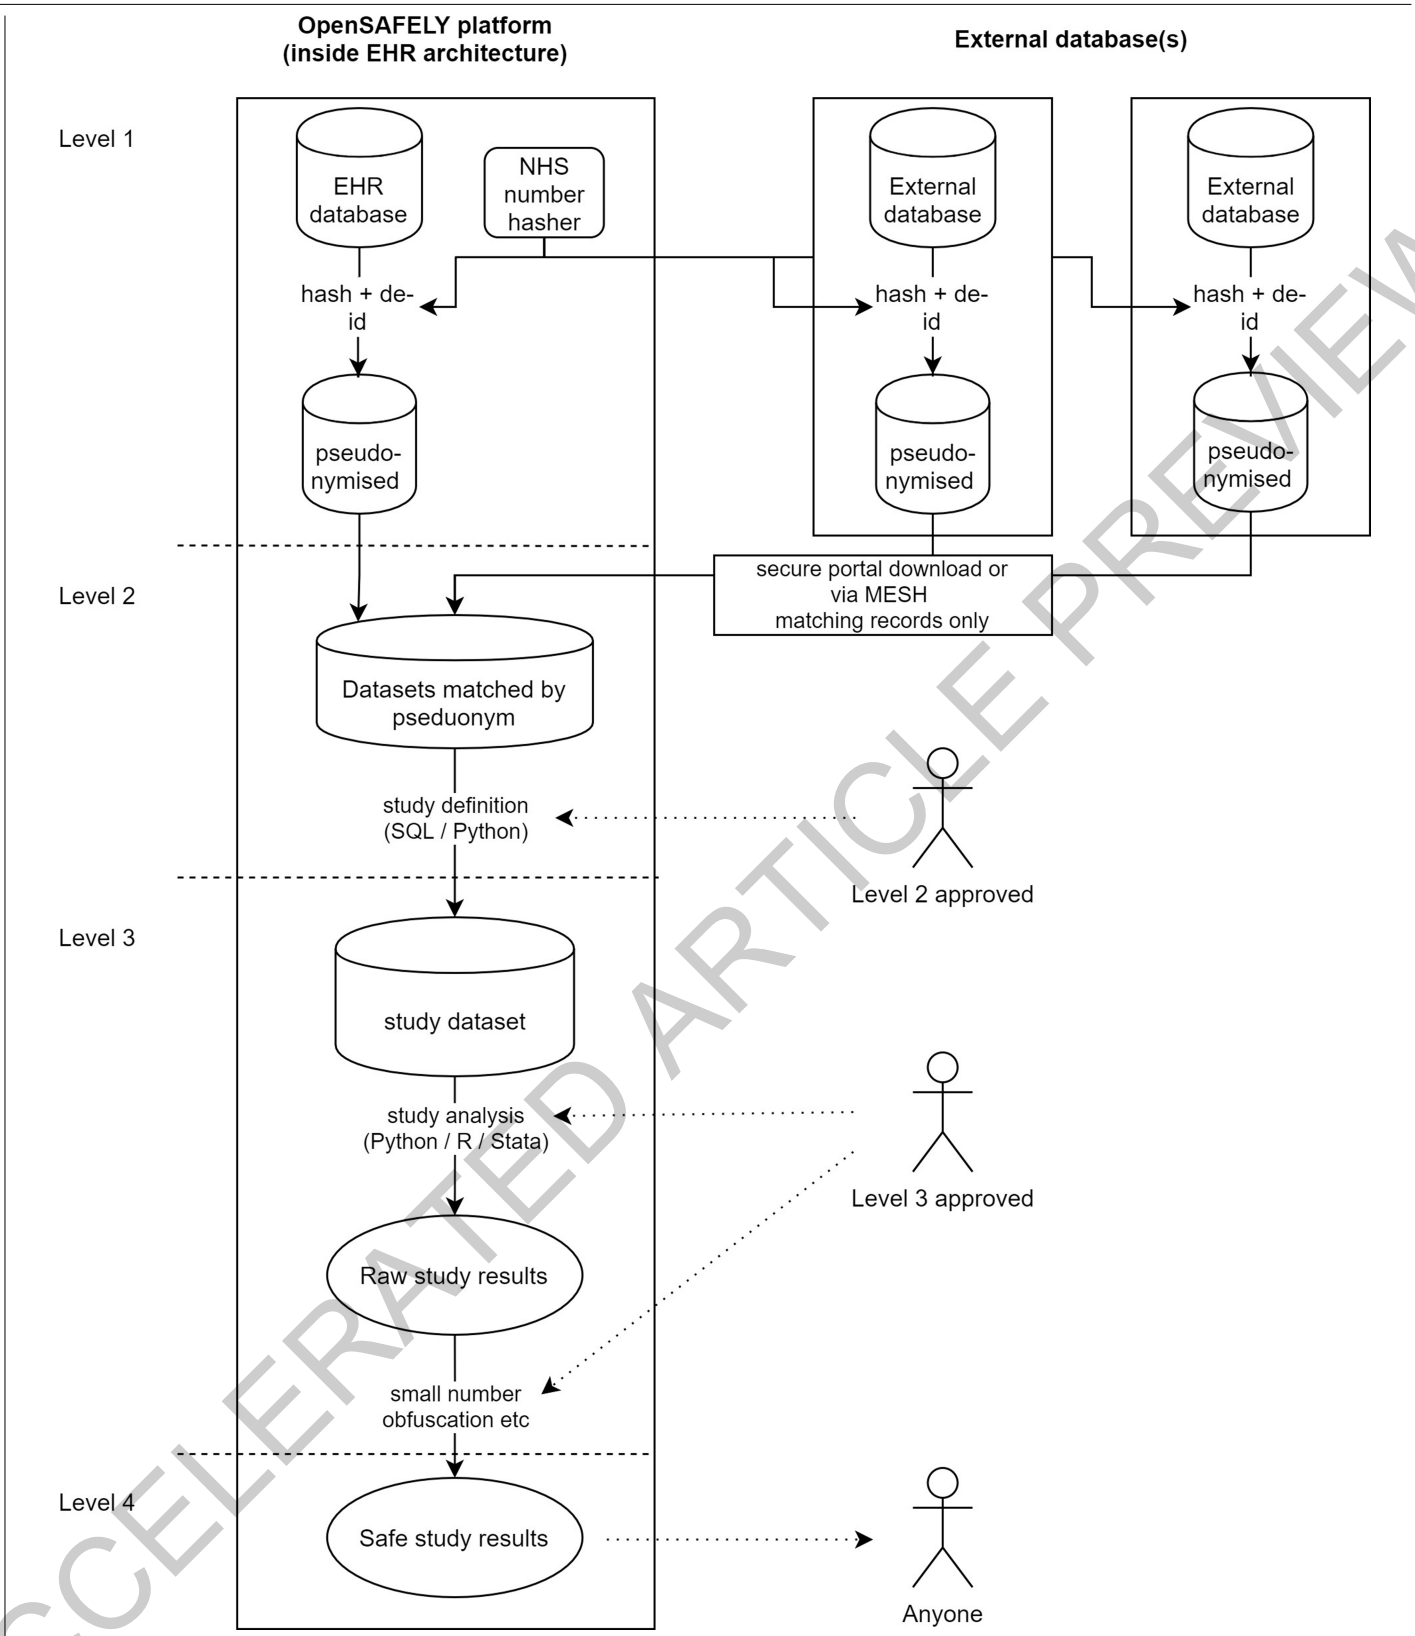 OpenSAFELY platform
(inside EHR architecture)
External database(s)
Level 1
EHR
database
NHS
number
hasher
External
database
External
database
hash + de-
id
hash + de-
id
hash + de-
id
pseudo-
nymised
pseudo-
nymised
pseudo-
nymised
Level 2
secure portal download or
via MESH
matching records only
Datasets matched by
pseduonym
study definition
(SQL / Python)
Level 2 approved
Level 3
study dataset
study analysis
(Python / R / Stata)
Level 3 approved
Raw study results
small number
obfuscation etc
Level 4
Safe study results
Anyone
CCELERATED ARTICLE PREVIEW